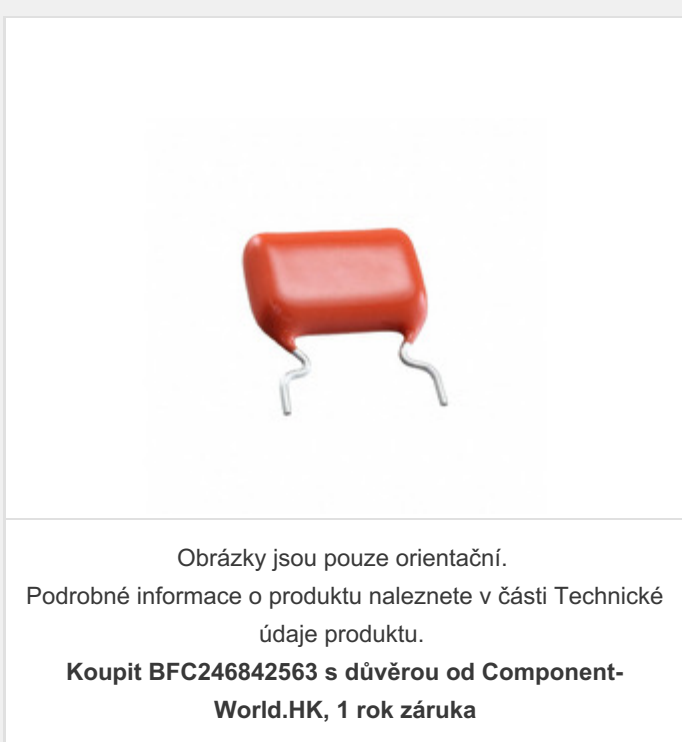 Obrázky jsou pouze orientační.
Podrobné informace o produktu naleznete v části Technické
údaje produktu.
Koupit BFC246842563 s důvěrou od Component-
World.HK, 1 rok záruka